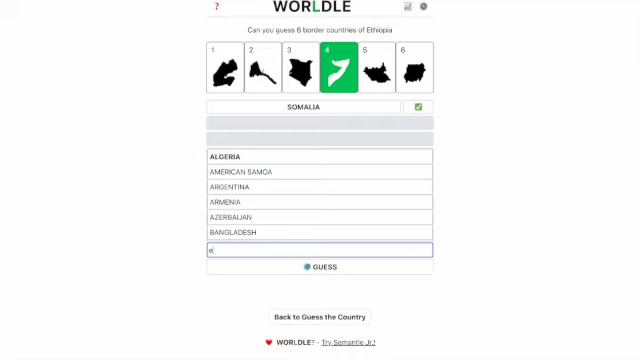 ?
WORLDLE
Can you guess 6 border countries of Ethiopia
1 2 3 4 5 6
SOMALIA
ALGERIA
AMERICAN SAMOA
ARGENTINA
ARMENIA
AZERBAIJAN
BANGLADESH
e
GUESS
Back to Guess the Country
WORLDLE? - Try Semantle Jr.!